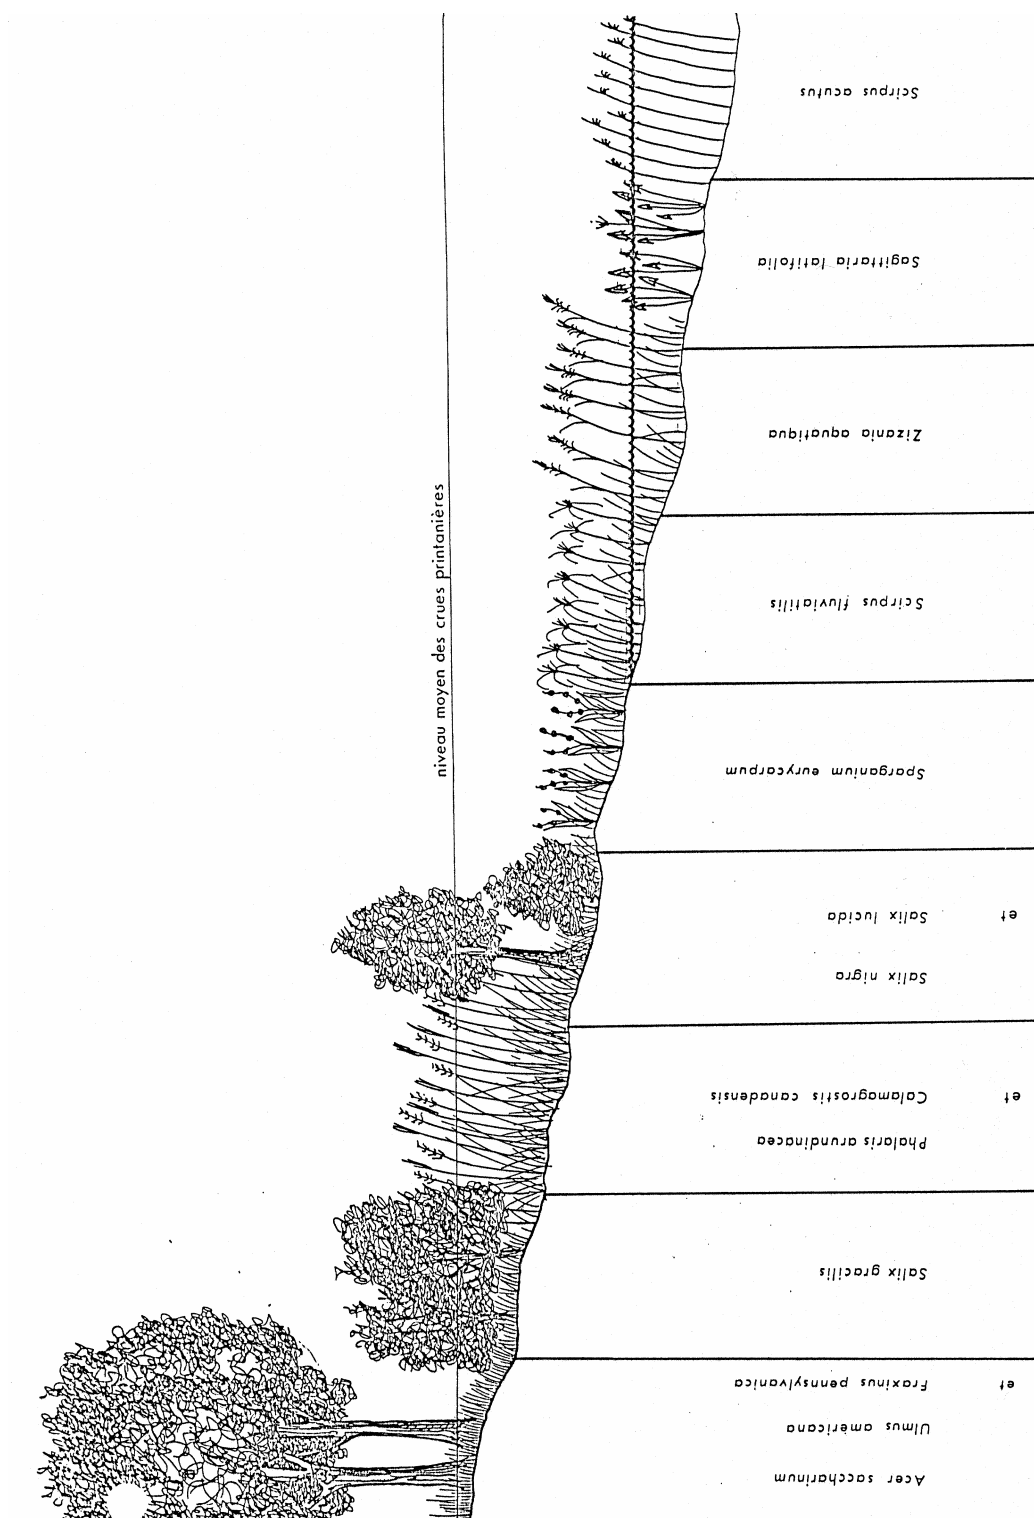 niveau moyen des crues printanières
Acer saccharinum
Ulmus américana
et Fraxinus pennsylvanica
Salix gracilis
Phalaris arundinacea
et Calamagrostis canadensis
Salix nigra
et Salix lucida
Sparganium eurycarpum
Scirpus fluviatilis
Zizania aquatiqua
Sagittaria latifolia
Scirpus acutus